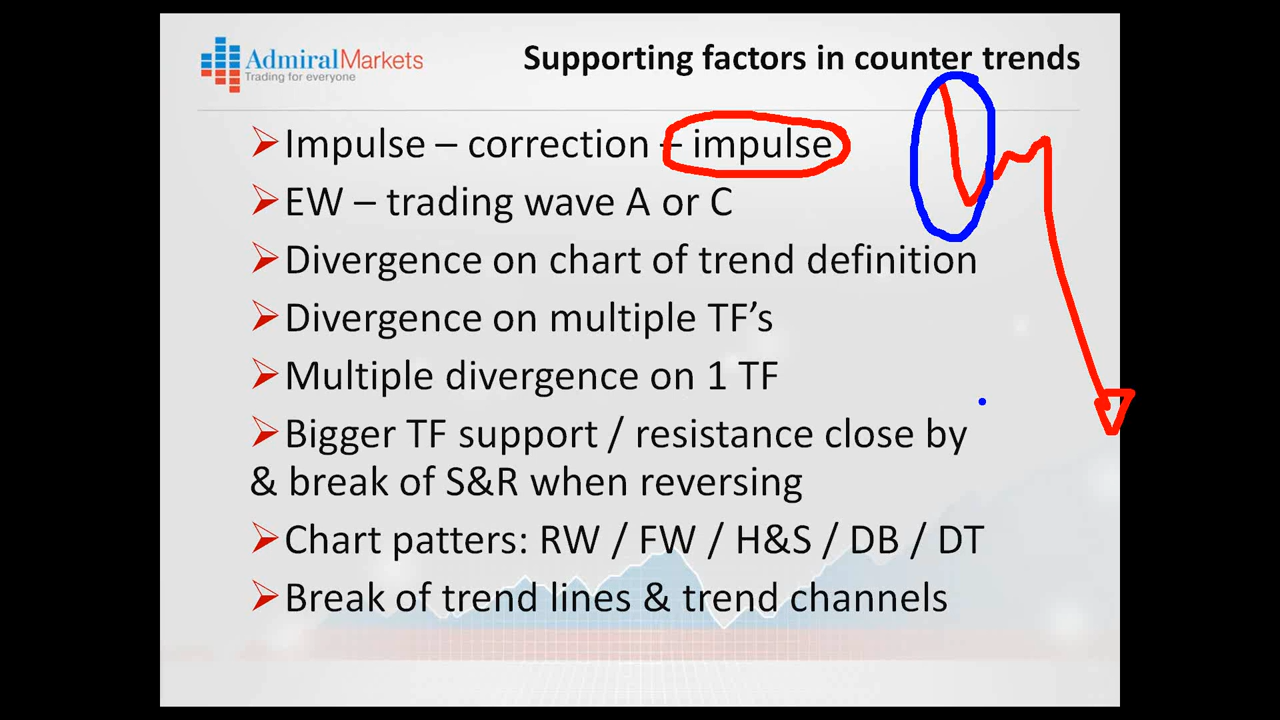 AdmiralMarkets
Trading for everyone
Supporting factors in counter trends
Impulse – correction – impulse
EW – trading wave A or C
Divergence on chart of trend definition
Divergence on multiple TF’s
Multiple divergence on 1 TF
Bigger TF support / resistance close by
& break of S&R when reversing
Chart patters: RW / FW / H&S / DB / DT
Break of trend lines & trend channels